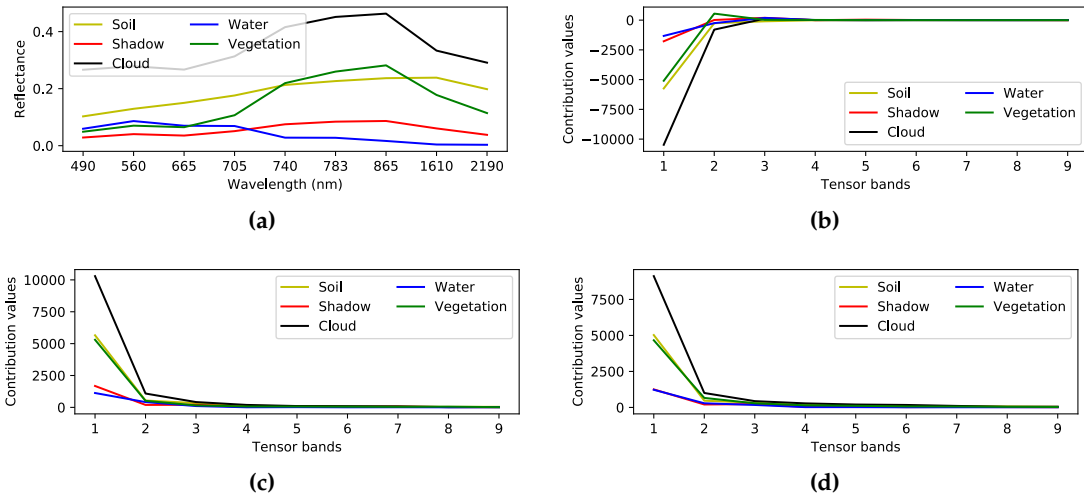 0.4
0.2
0.0
Reflectance
Soil
Shadow
Cloud
Water
Vegetation
490 560 665 705 740 783 865 1610 2190
Wavelength (nm)
(a)
0
−2500
−5000
−7500
−10000
Contribution values
Soil
Shadow
Cloud
Water
Vegetation
1 2 3 4 5 6 7 8 9
Tensor bands
(b)
10000
7500
5000
2500
0
Contribution values
Soil
Shadow
Cloud
Water
Vegetation
1 2 3 4 5 6 7 8 9
Tensor bands
(c)
7500
5000
2500
0
Contribution values
Soil
Shadow
Cloud
Water
Vegetation
1 2 3 4 5 6 7 8 9
Tensor bands
(d)